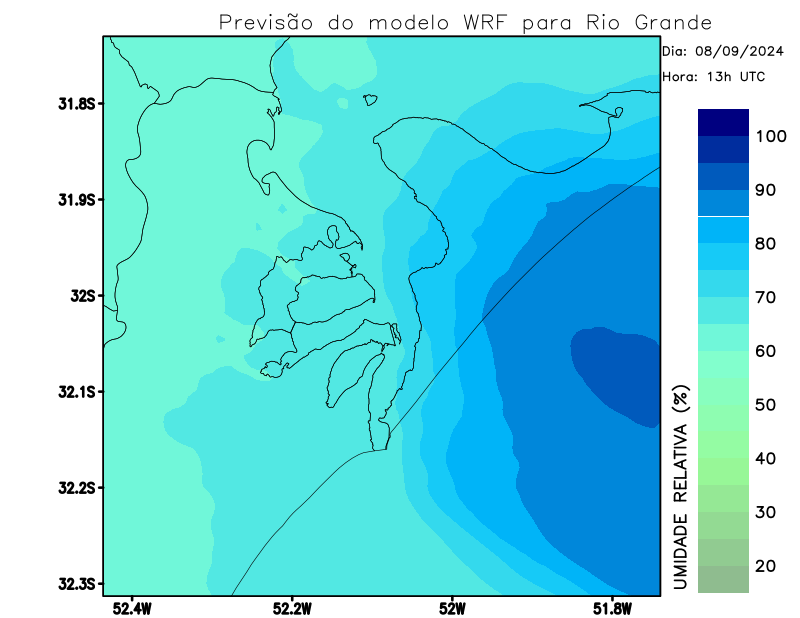 Previsão do modelo WRF para Rio Grande
Dia: 08/09/2024
Hora: 13h UTC
31.8S
31.9S
32S
32.1S
32.2S
32.3S
52.4W
52.2W
52W
51.8W
UMIDADE RELATIVA (%)
100
90
80
70
60
50
40
30
20